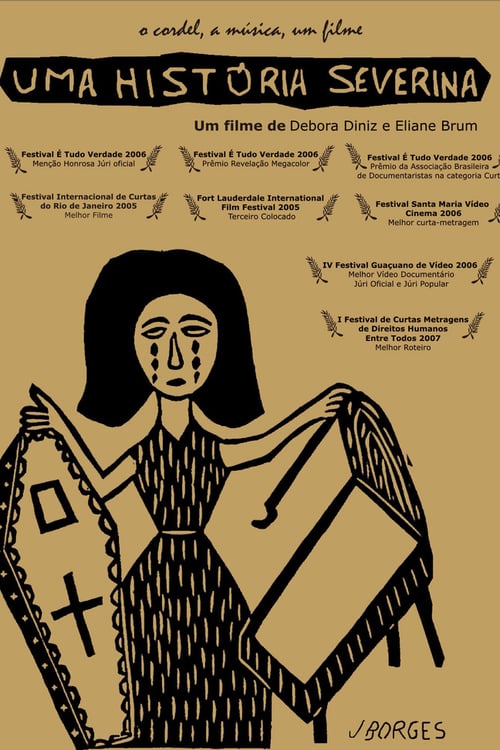 o cordel, a música, um filme
UMA HISTÓRIA SEVERINA
Um filme de Debora Diniz e Eliane Brum
Festival É Tudo Verdade 2006
Menção Honrosa Júri oficial
Festival É Tudo Verdade 2006
Prêmio Revelação Megacolor
Festival É Tudo Verdade 2006
Prêmio da Associação Brasileira
de Documentaristas na categoria Curt
Festival Internacional de Curtas
do Rio de Janeiro 2005
Melhor Filme
Fort Lauderdale International
Film Festival 2005
Terceiro Colocado
Festival Santa Maria Vídeo
Cinema 2006
Melhor curta-metragem
IV Festival Guaçuano de Vídeo 2006
Melhor Vídeo Documentário
Júri Oficial e Júri Popular
I Festival de Curtas Metragens
de Direitos Humanos
Entre Todos 2007
Melhor Roteiro
J BORGES